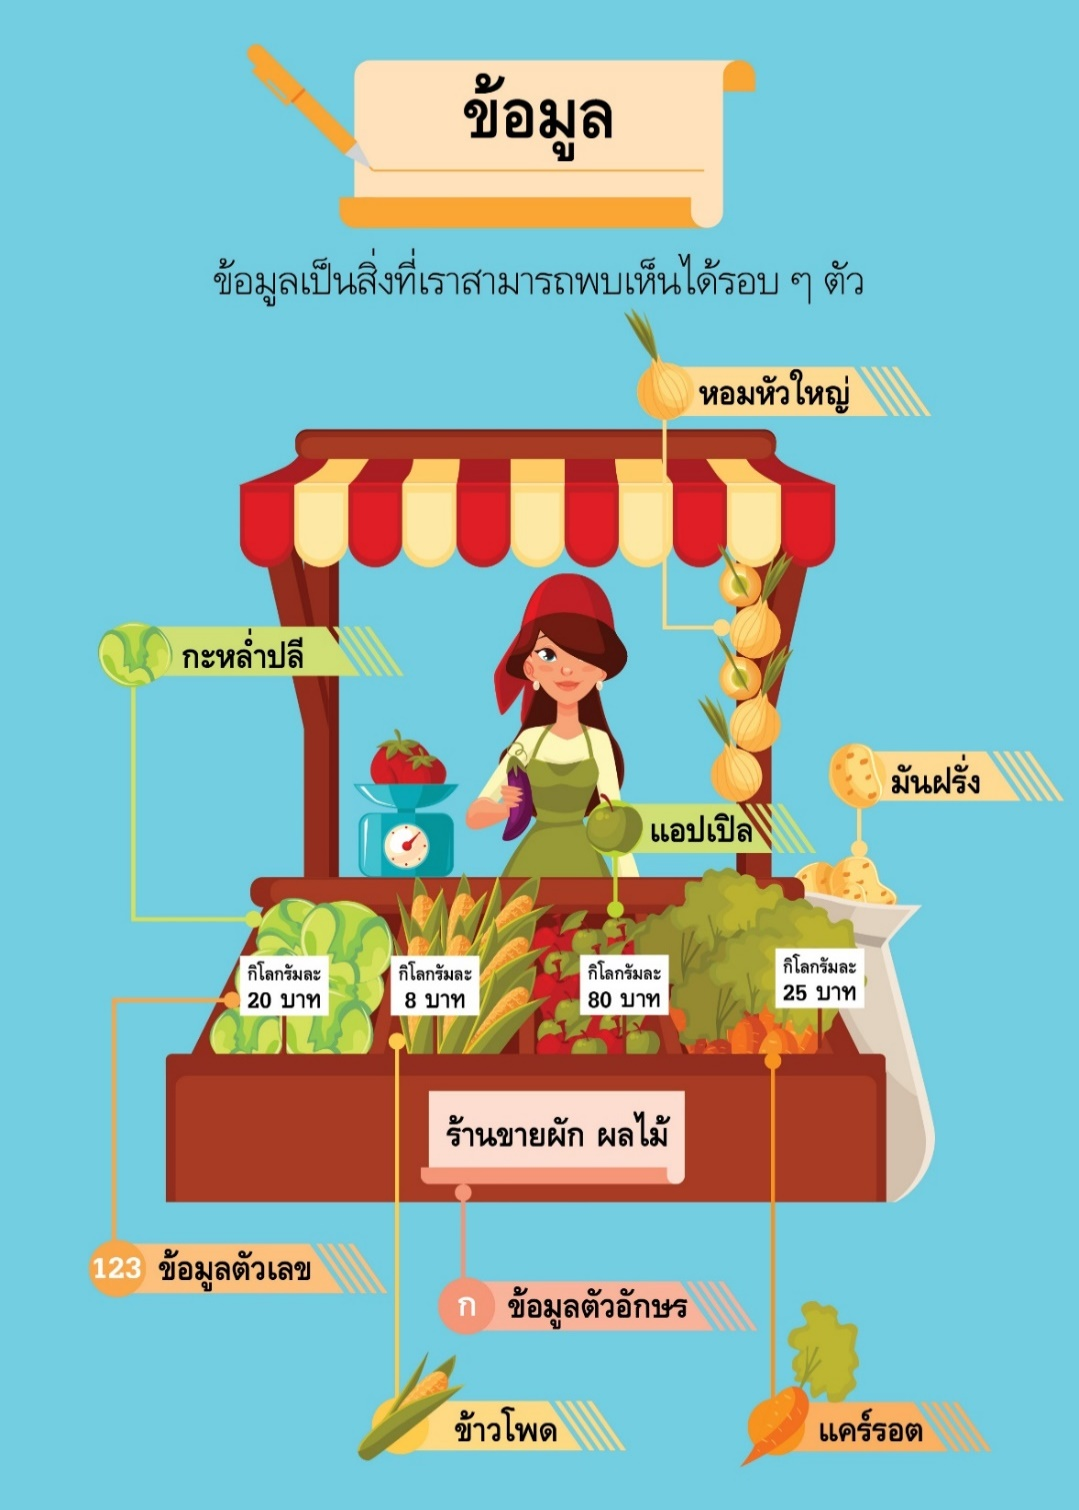 ข้อมูล
ข้อมูลเป็นสิ่งที่เราสามารถพบเห็นได้รอบ ๆ ตัว
หอมหัวใหญ่
กะหล่ำปลี
มันฝรั่ง
แอปเปิล
กิโลกรัมละ
20 บาท
กิโลกรัมละ
8 บาท
กิโลกรัมละ
80 บาท
กิโลกรัมละ
25 บาท
ร้านขายผัก ผลไม้
123 ข้อมูลตัวเลข
ก ข้อมูลตัวอักษร
ข้าวโพด
แคร์รอต